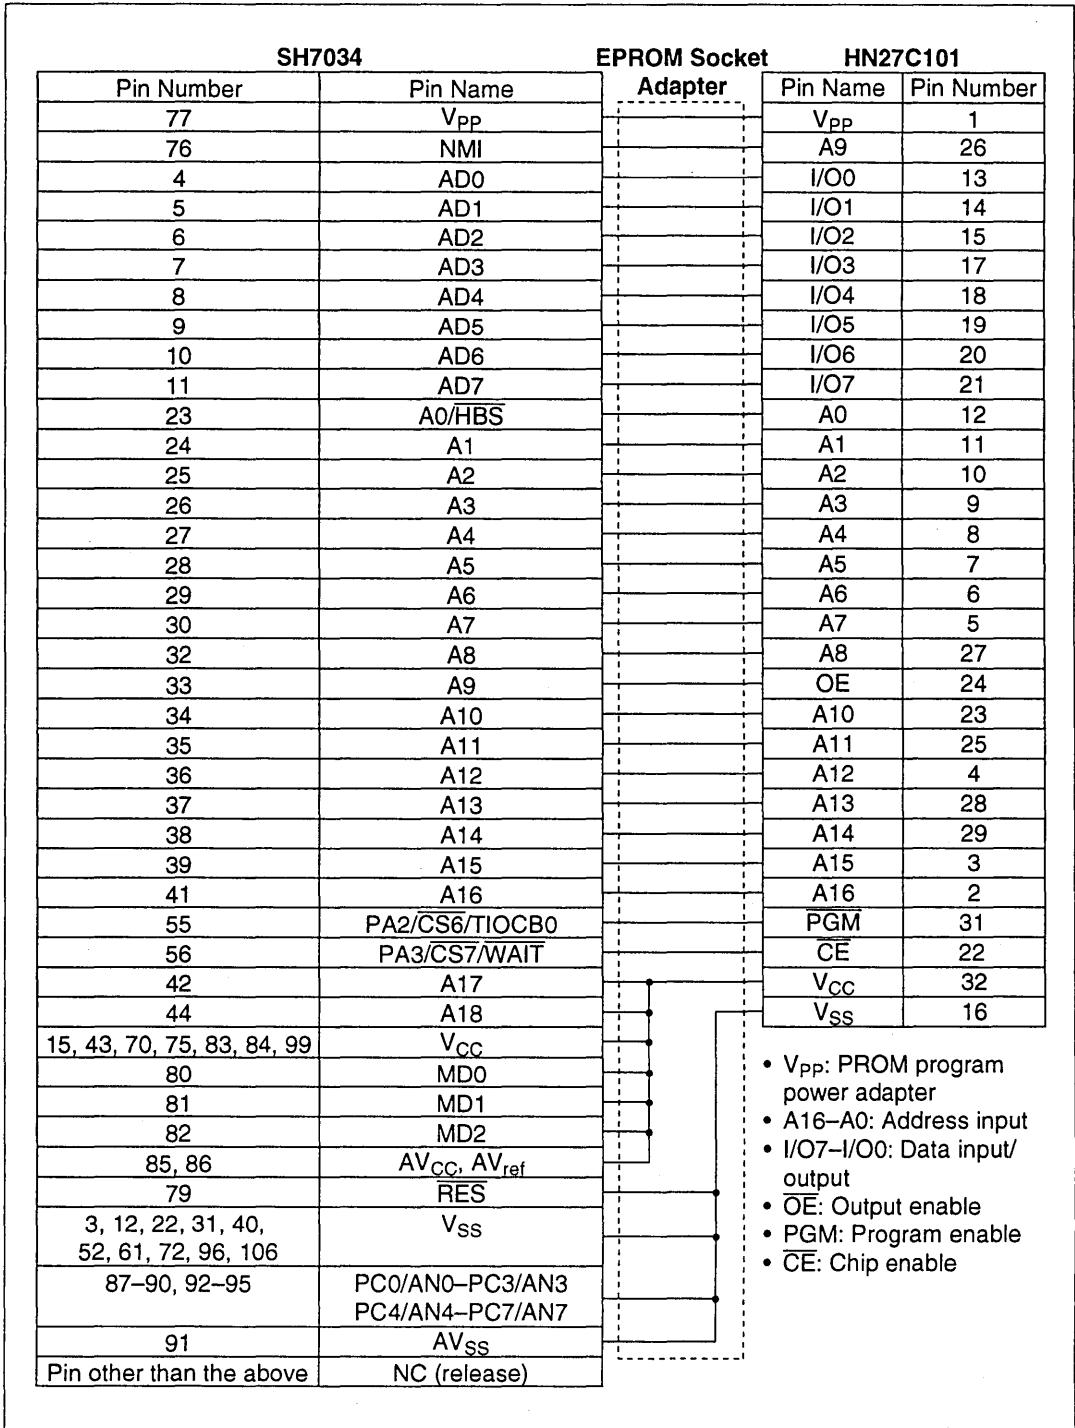 SH7034 EPROM Socket Adapter HN27C101
Pin Number Pin Name Pin Name Pin Number
77 VPP VPP 1
76 NMI A9 26
4 AD0 I/O0 13
5 AD1 I/O1 14
6 AD2 I/O2 15
7 AD3 I/O3 17
8 AD4 I/O4 18
9 AD5 I/O5 19
10 AD6 I/O6 20
11 AD7 I/O7 21
23 A0/H̅B̅S̅ A0 12
24 A1 A1 11
25 A2 A2 10
26 A3 A3 9
27 A4 A4 8
28 A5 A5 7
29 A6 A6 6
30 A7 A7 5
32 A8 A8 27
33 A9 OE 24
34 A10 A10 23
35 A11 A11 25
36 A12 A12 4
37 A13 A13 28
38 A14 A14 29
39 A15 A15 3
41 A16 A16 2
55 PA2/C̅S̅6̅/TIOCB0 P̅G̅M̅ 31
56 PA3/C̅S̅7̅/W̅A̅I̅T̅ C̅E̅ 22
42 A17 VCC 32
44 A18 VSS 16
15, 43, 70, 75, 83, 84, 99 VCC
80 MD0
81 MD1
82 MD2
85, 86 AVCC, AVref
79 R̅E̅S̅
3, 12, 22, 31, 40, VSS
52, 61, 72, 96, 106
87–90, 92–95 PC0/AN0–PC3/AN3
PC4/AN4–PC7/AN7
91 AVSS
Pin other than the above NC (release)
• VPP: PROM program
power adapter
• A16–A0: Address input
• I/O7–I/O0: Data input/
output
• O̅E̅: Output enable
• PGM: Program enable
• C̅E̅: Chip enable